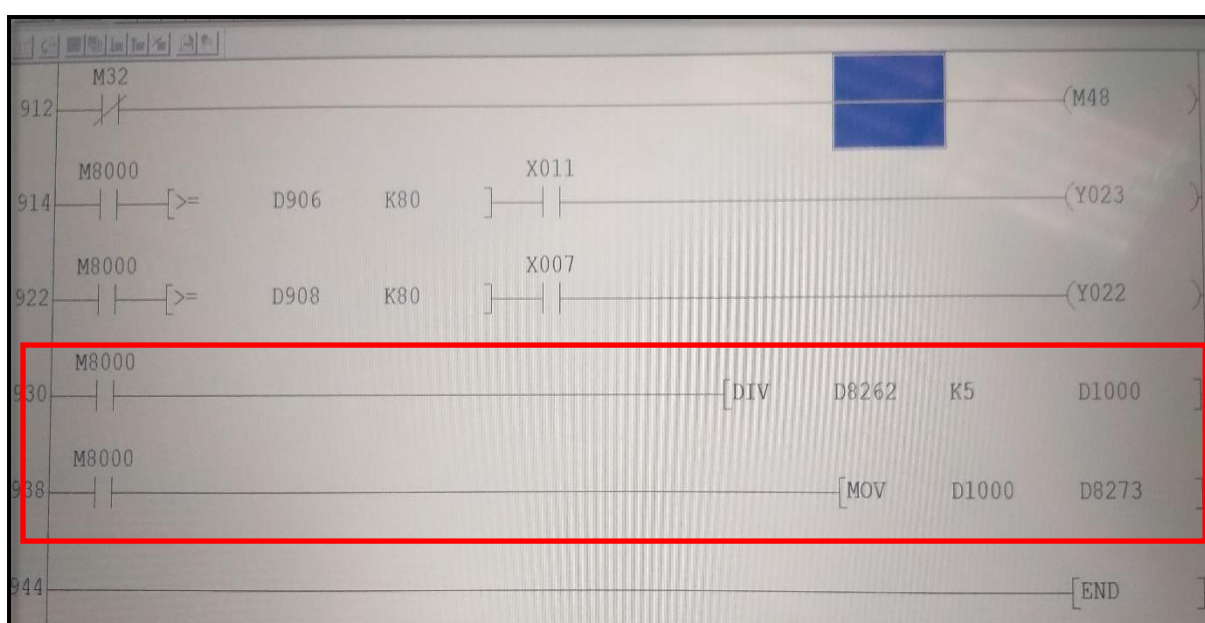 M32
912 (M48 )
M8000 X011
914 [>= D906 K80 ] (Y023 )
M8000 X007
922 [>= D908 K80 ] (Y022 )
M8000
930 [DIV D8262 K5 D1000 ]
M8000
938 [MOV D1000 D8273 ]
944 [END ]